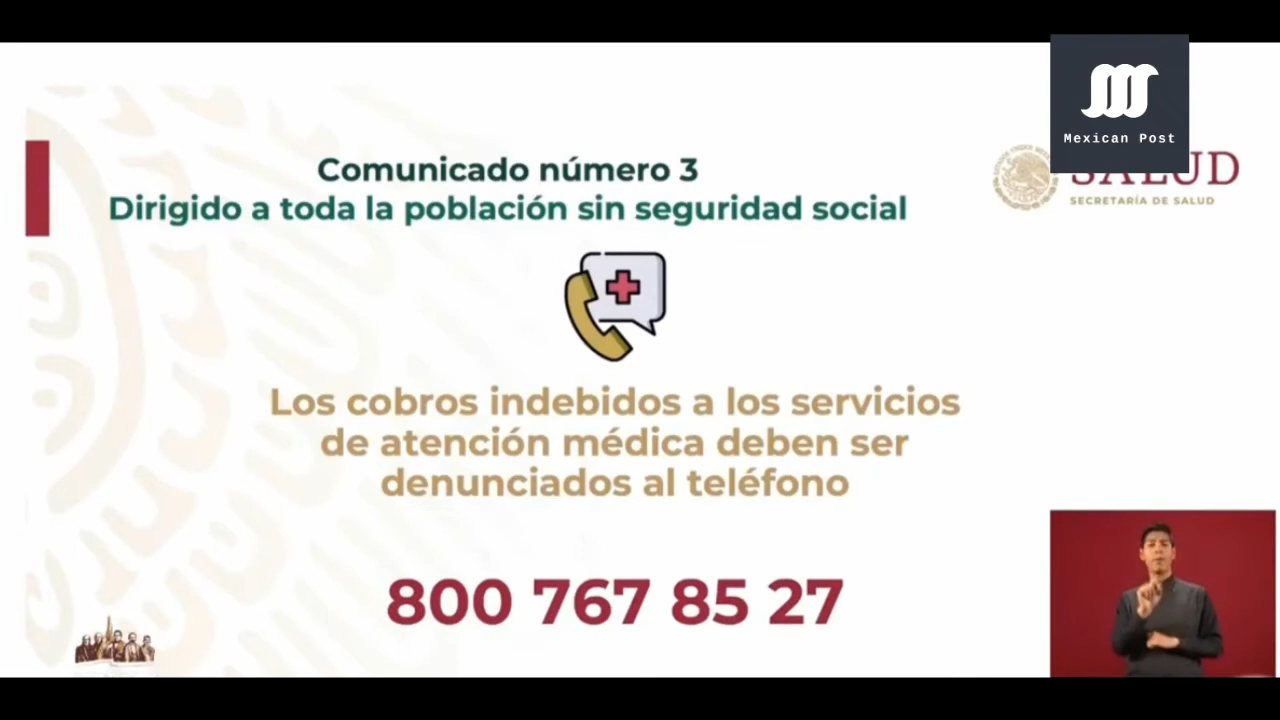 Mexican Post
Comunicado número 3
Dirigido a toda la población sin seguridad social
SALUD
SECRETARÍA DE SALUD
Los cobros indebidos a los servicios
de atención médica deben ser
denunciados al teléfono
800 767 85 27